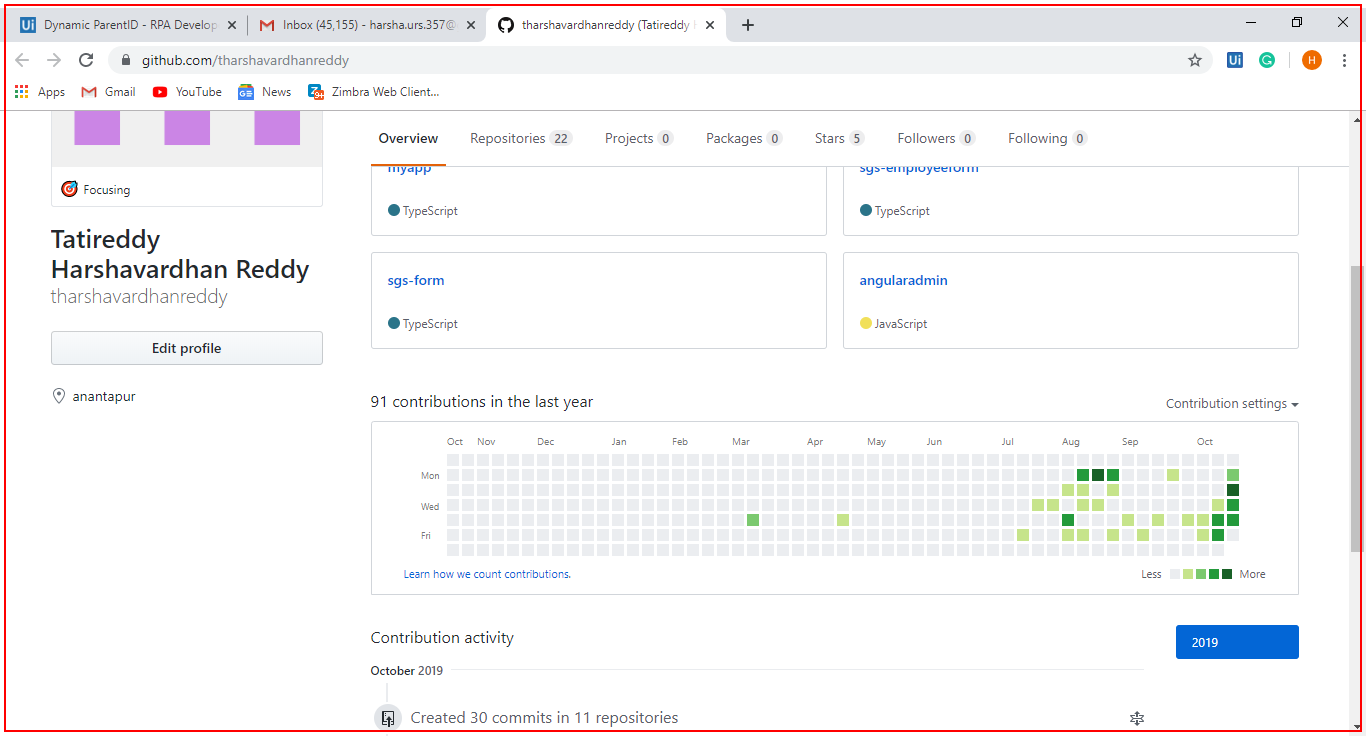 Dynamic ParentID - RPA Develop
Inbox (45,155) - harsha.urs.357@
tharshavardhanreddy (Tatireddy
github.com/tharshavardhanreddy
Ui
H
Apps
Gmail
YouTube
News
Zimbra Web Client...
Overview
Repositories 22
Projects 0
Packages 0
Stars 5
Followers 0
Following 0
Focusing
Tatireddy
Harshavardhan Reddy
tharshavardhanreddy
Edit profile
anantapur
myapp
TypeScript
sgs-employeeform
TypeScript
sgs-form
TypeScript
angularadmin
JavaScript
91 contributions in the last year
Contribution settings
Oct Nov Dec Jan Feb Mar Apr May Jun Jul Aug Sep Oct
Mon
Wed
Fri
Learn how we count contributions.
Less
More
Contribution activity
2019
October 2019
Created 30 commits in 11 repositories